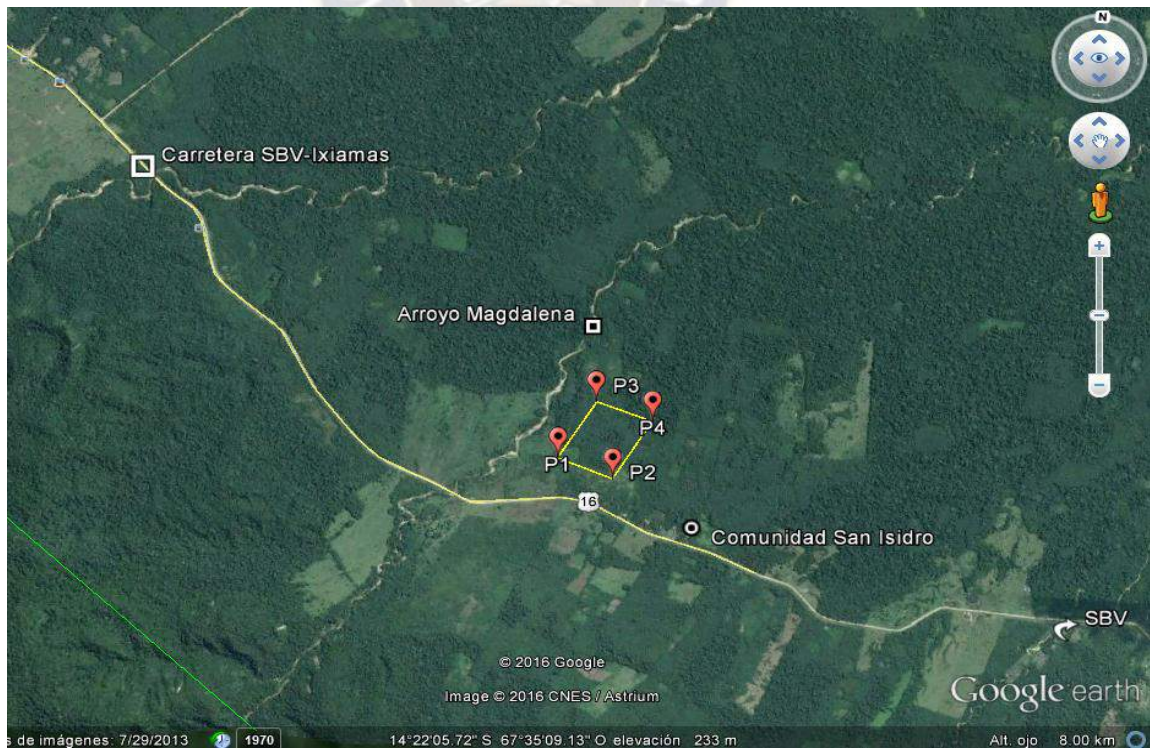 N
Carretera SBV-Ixiamas
Arroyo Magdalena
P3
P4
P1
P2
16
Comunidad San Isidro
SBV
© 2016 Google
Image © 2016 CNES / Astrium
Google earth
s de imágenes: 7/29/2013 1970 14°22'05.72" S 67°35'09.13" O elevación 233 m Alt. ojo 8.00 km